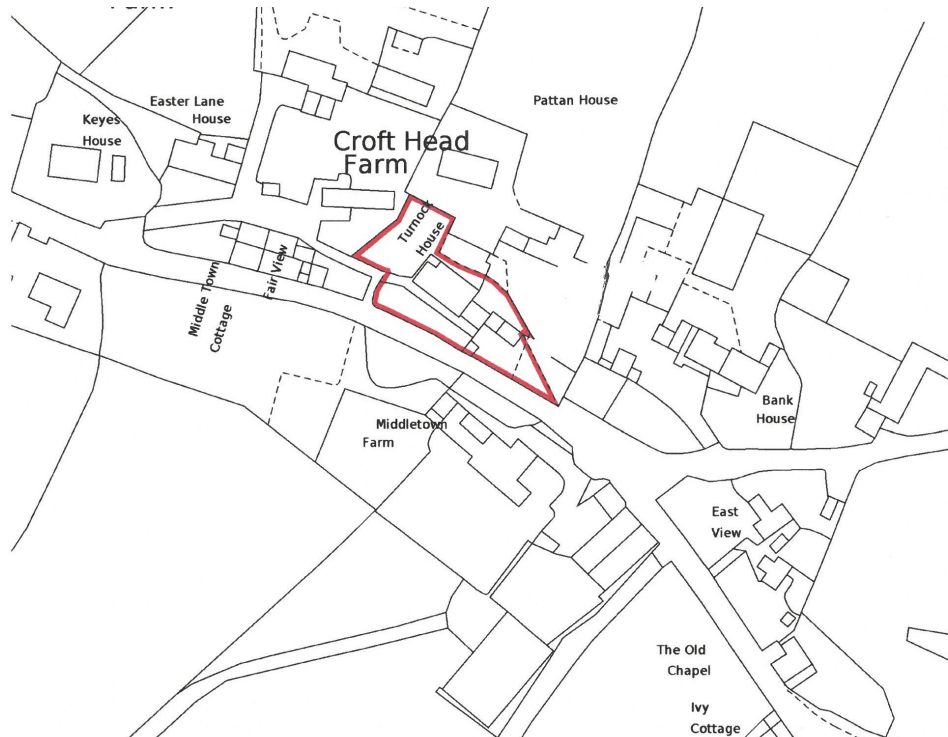 Pattan House
Easter Lane
House
Keyes
House
Croft Head
Farm
Turnock
House
Fair View
Middle Town
Cottage
Middletown
Farm
Bank
House
East
View
The Old
Chapel
Ivy
Cottage